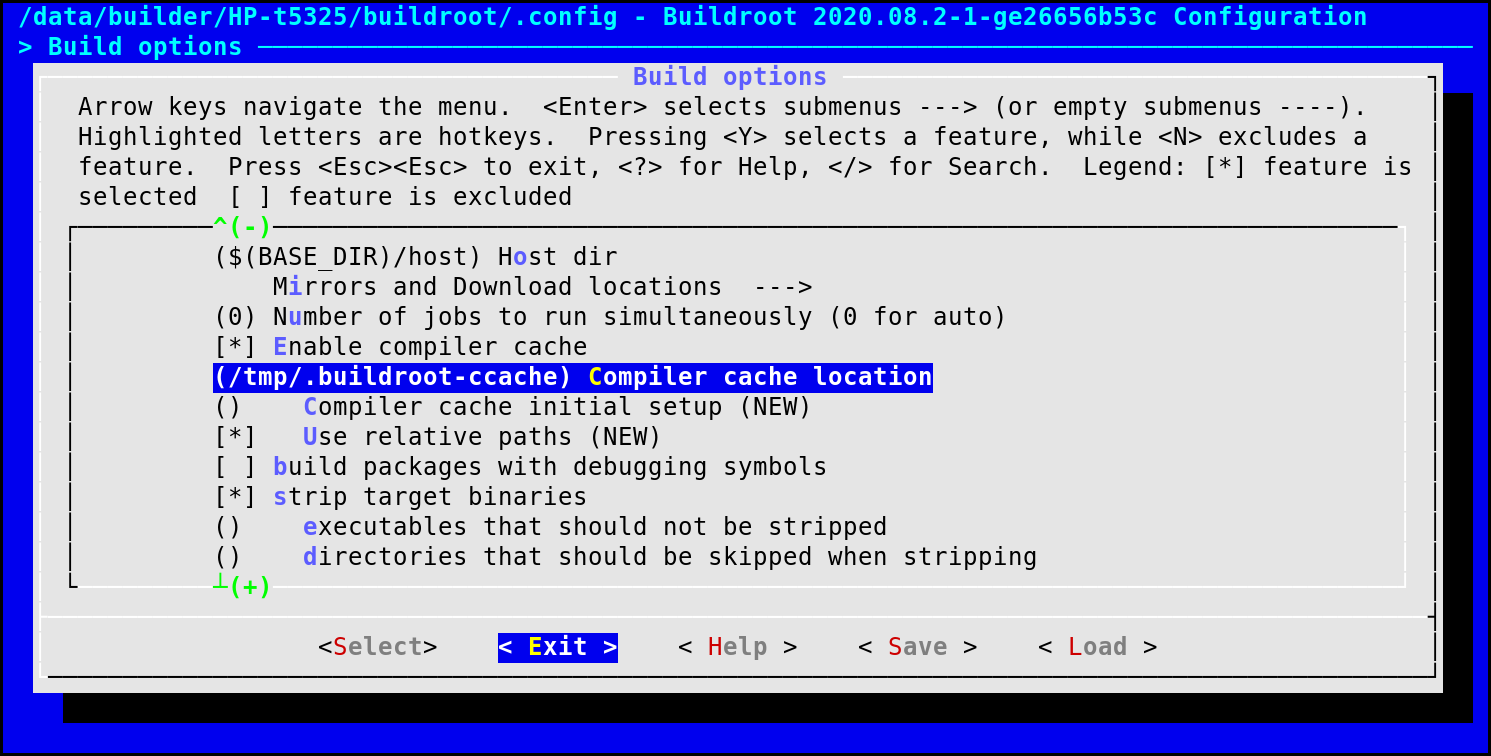 /data/builder/HP-t5325/buildroot/.config - Buildroot 2020.08.2-1-ge26656b53c Configuration
> Build options
Build options
Arrow keys navigate the menu.  <Enter> selects submenus ---> (or empty submenus ----).
Highlighted letters are hotkeys.  Pressing <Y> selects a feature, while <N> excludes a
feature.  Press <Esc><Esc> to exit, <?> for Help, </> for Search.  Legend: [*] feature is
selected  [ ] feature is excluded
^(-)
($(BASE_DIR)/host) Host dir
Mirrors and Download locations  --->
(0) Number of jobs to run simultaneously (0 for auto)
[*] Enable compiler cache
(/tmp/.buildroot-ccache) Compiler cache location
()    Compiler cache initial setup (NEW)
[*]   Use relative paths (NEW)
[ ] build packages with debugging symbols
[*] strip target binaries
()    executables that should not be stripped
()    directories that should be skipped when stripping
┴(+)
<Select>    < Exit >    < Help >    < Save >    < Load >